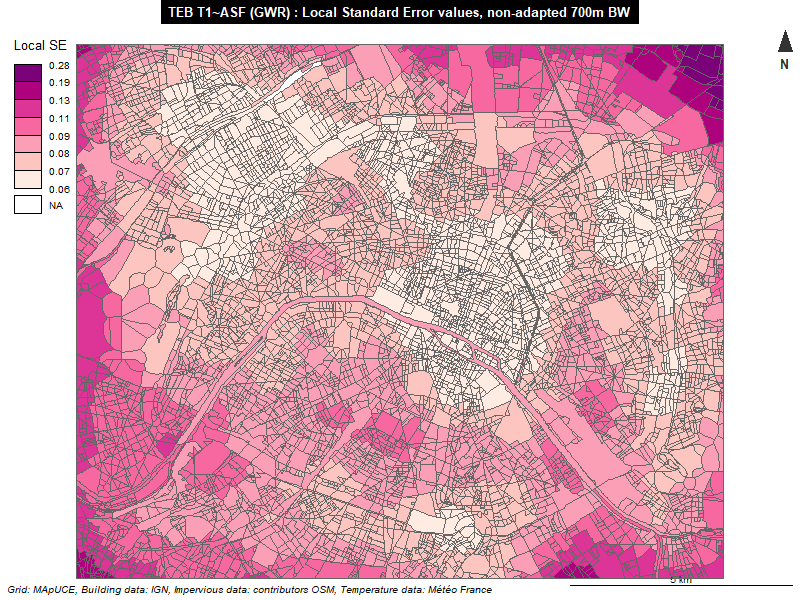 TEB T1~ASF (GWR) : Local Standard Error values, non-adapted 700m BW
Local SE
0.28
0.19
0.13
0.11
0.09
0.08
0.07
0.06
NA
N
5 km
Grid: MApUCE, Building data: IGN, Impervious data: contributors OSM, Temperature data: Météo France